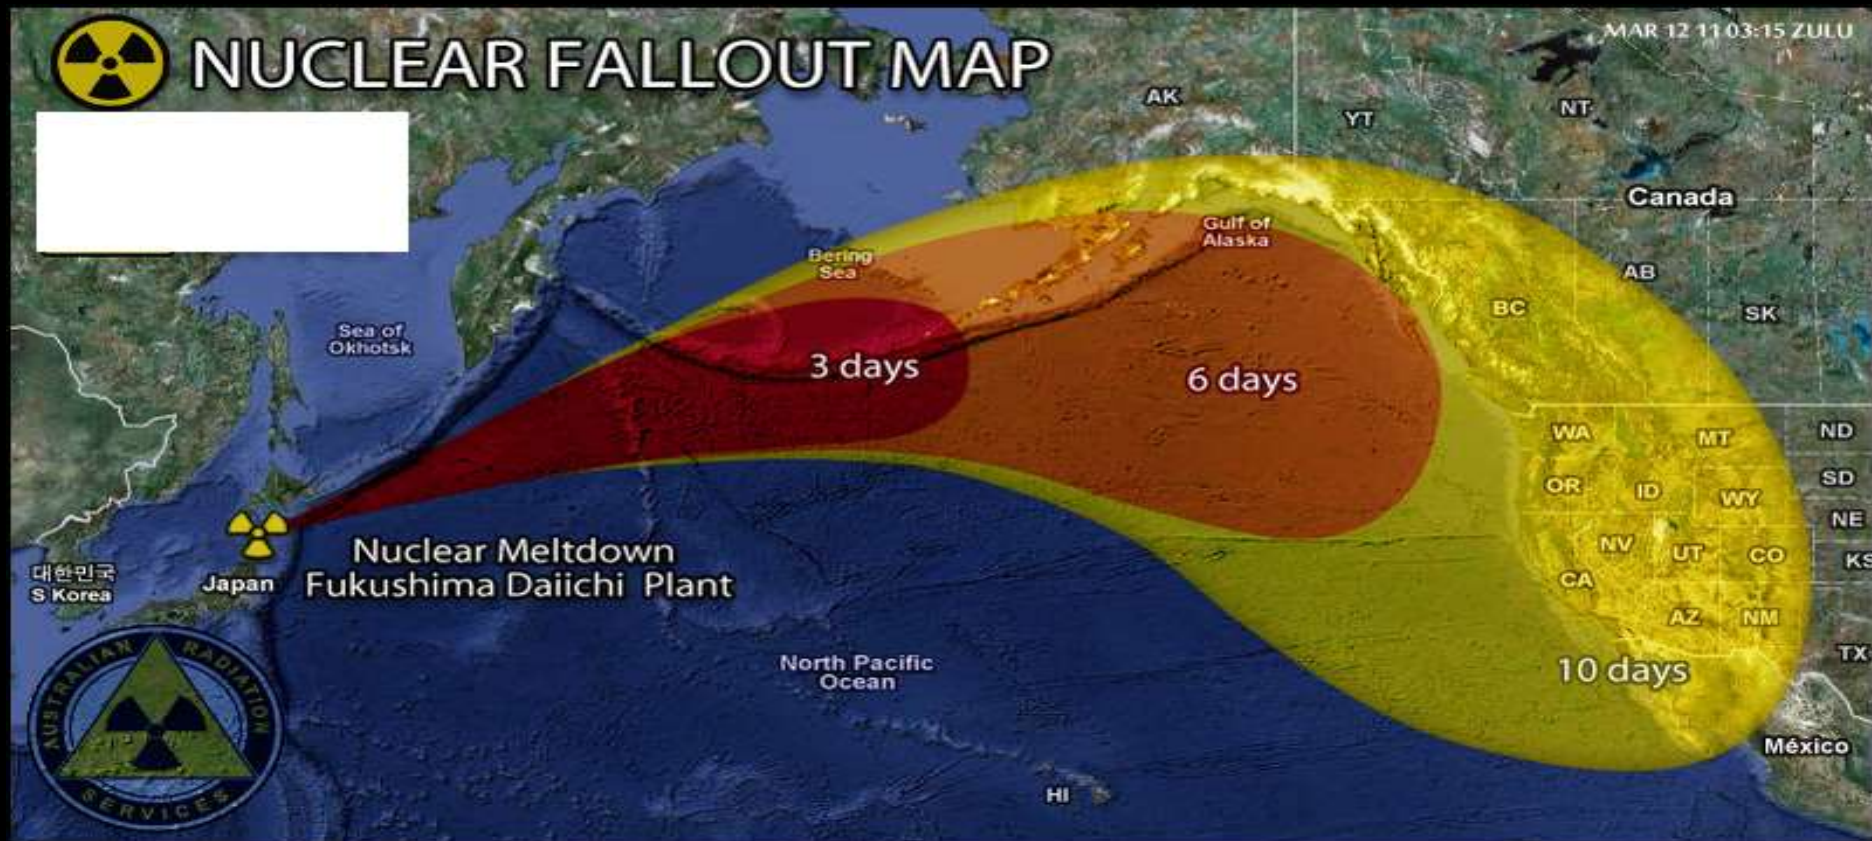 NUCLEAR FALLOUT MAP
MAR 12 11 03:15 ZULU
AK
YT
NT
Canada
Gulf of
Alaska
Bering
Sea
AB
BC
SK
Sea of
Okhotsk
3 days
6 days
WA
MT
ND
OR
ID
WY
SD
NE
NV
UT
CO
KS
CA
AZ
NM
TX
Nuclear Meltdown
Fukushima Daiichi Plant
대한민국
S Korea
Japan
North Pacific
Ocean
10 days
México
HI
AUSTRALIAN RADIATION
SERVICES